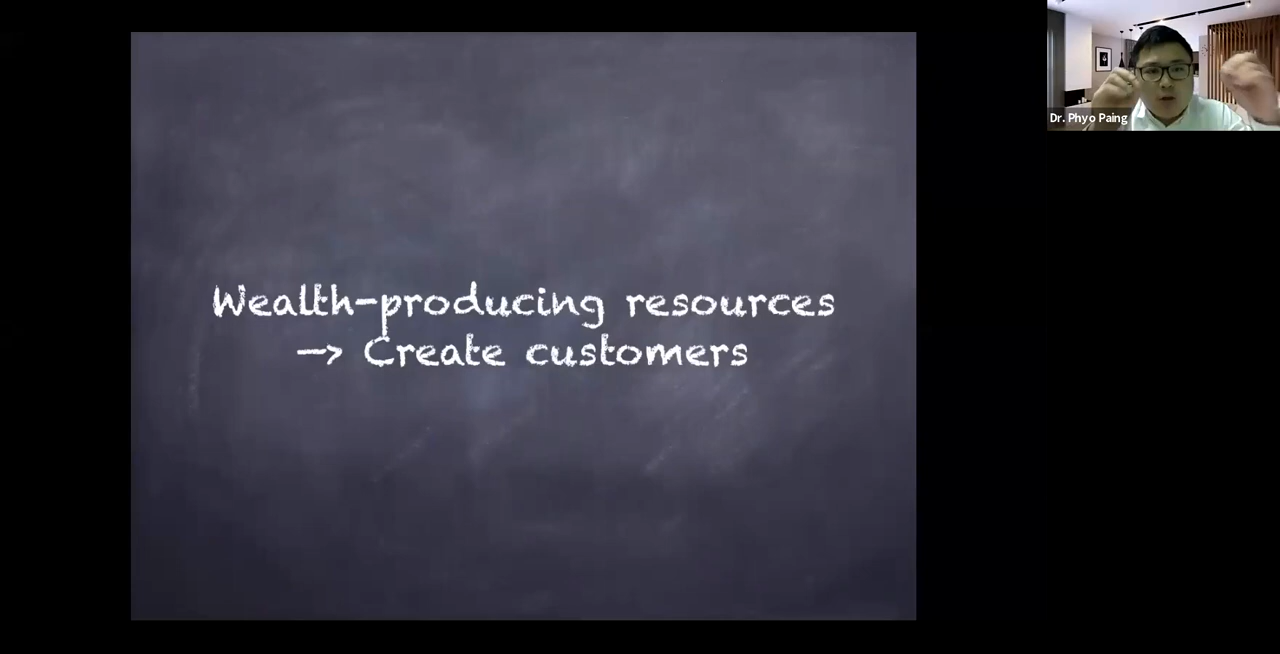 Wealth-producing resources
—> Create customers
Dr. Phyo Paing